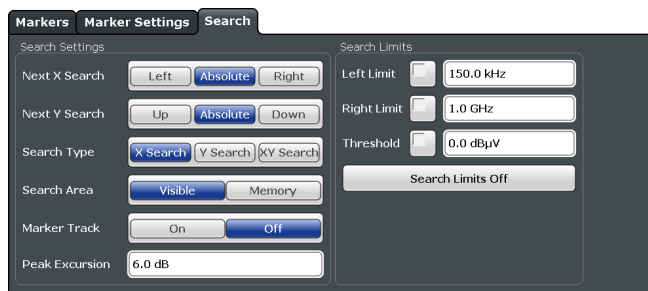 Markers Marker Settings Search
Search Settings
Next X Search Left Absolute Right
Next Y Search Up Absolute Down
Search Type X Search Y Search XY Search
Search Area Visible Memory
Marker Track On Off
Peak Excursion 6.0 dB
Search Limits
Left Limit 150.0 kHz
Right Limit 1.0 GHz
Threshold 0.0 dBµV
Search Limits Off